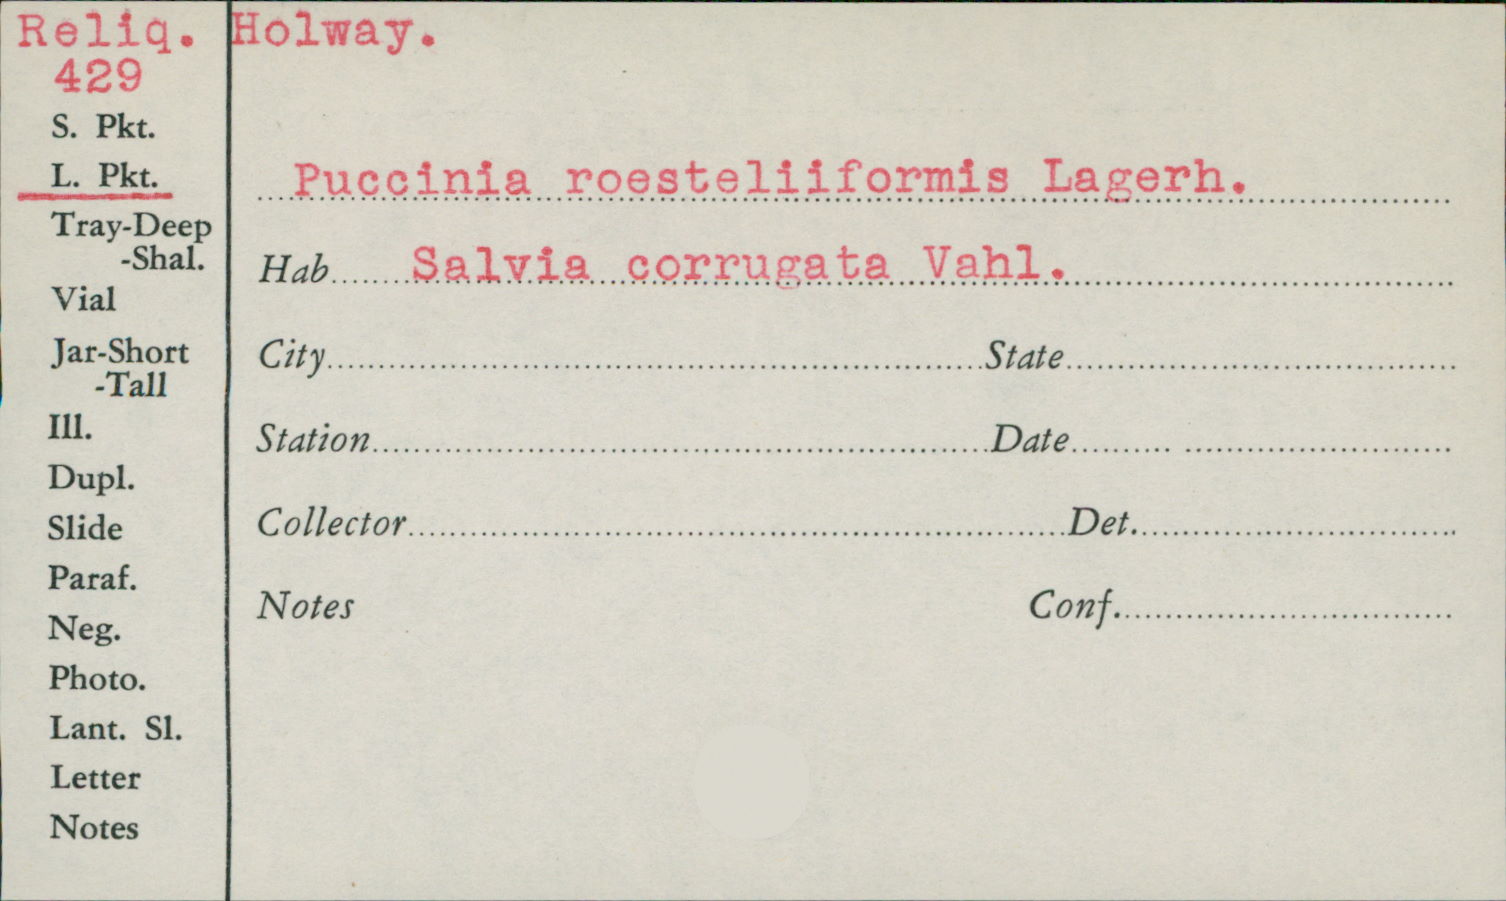 Reliq. Holway.
429
S. Pkt.
L. Pkt.
Puccinia roesteliiformis Lagerh.
Tray-Deep
-Shal.
Hab. Salvia corrugata Vahl.
Vial
Jar-Short
-Tall
City State
Ill.
Station Date
Dupl.
Slide
Collector Det.
Paraf.
Neg.
Notes Conf.
Photo.
Lant. Sl.
Letter
Notes